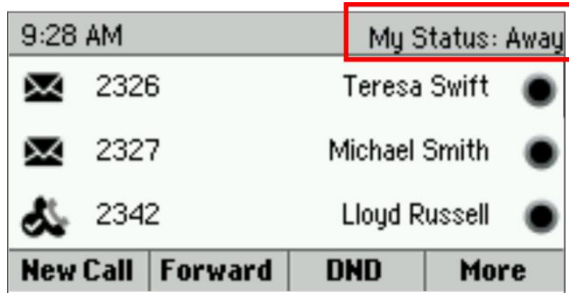 9:28 AM My Status: Away
2326 Teresa Swift
2327 Michael Smith
2342 Lloyd Russell
New Call Forward DND More